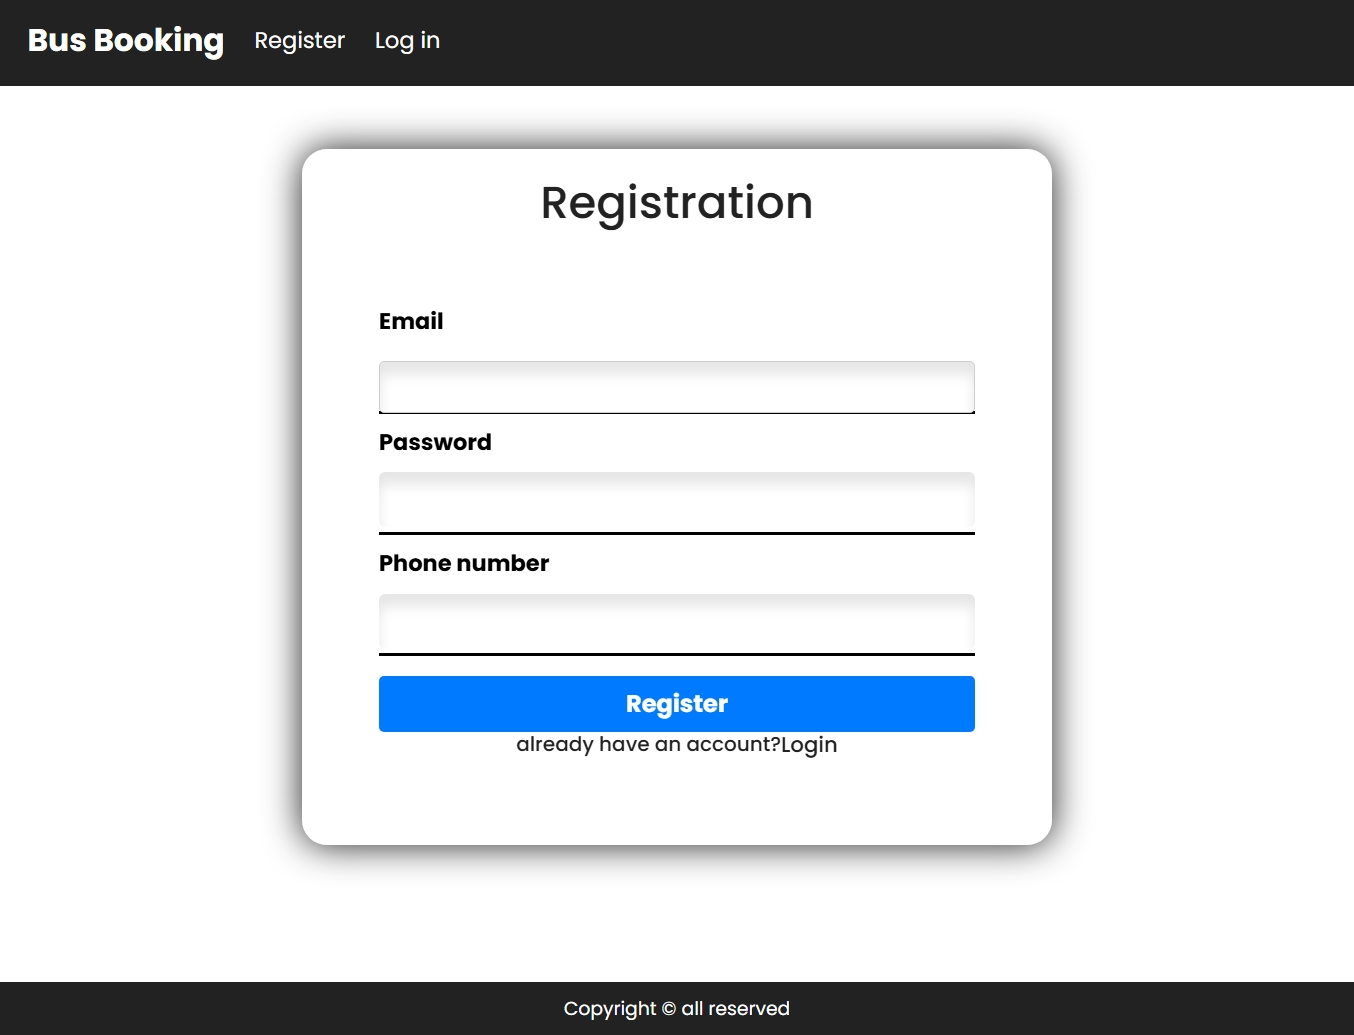 Bus Booking Register Log in
Registration
Email
Password
Phone number
Register
already have an account?Login
Copyright © all reserved